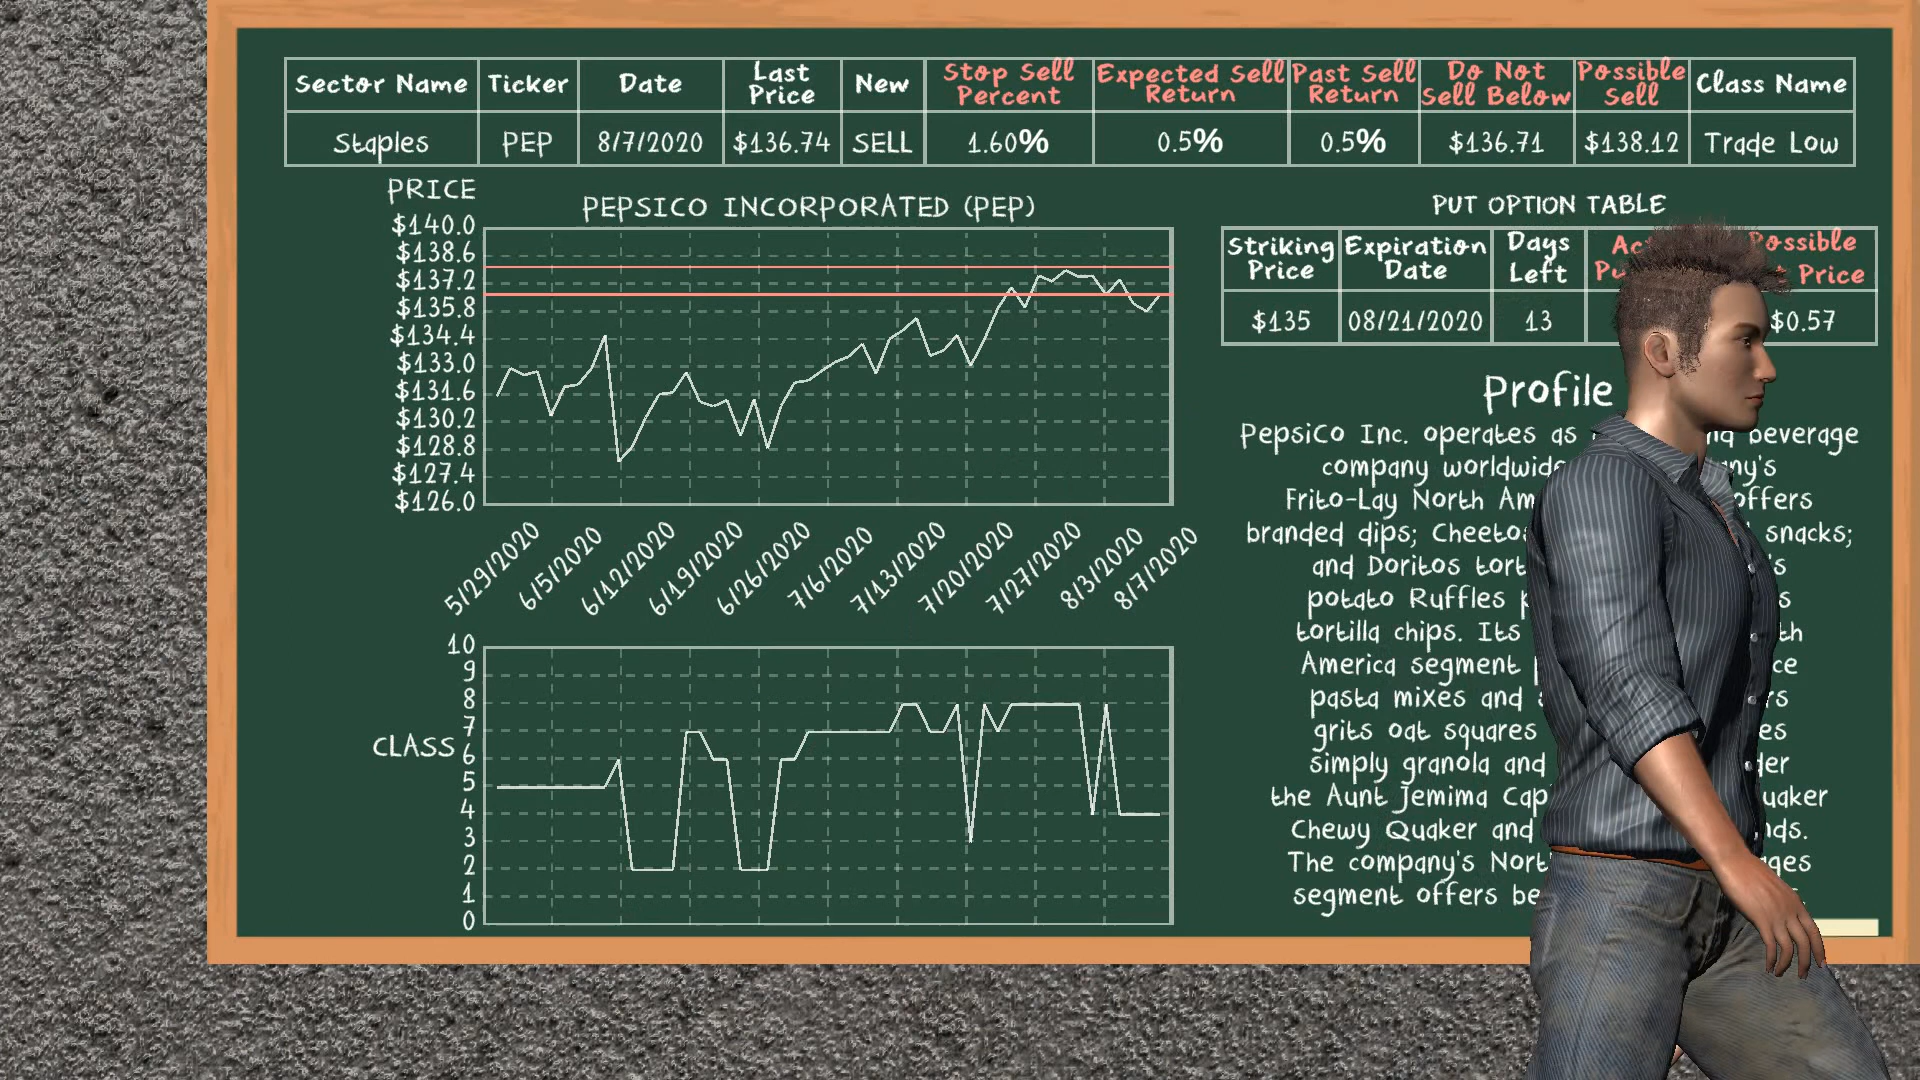 Sector Name Ticker Date Last Price New Stop Sell Percent Expected Sell Return Past Sell Return Do Not Sell Below Possible Sell Class Name
Staples PEP 8/7/2020 $136.74 SELL 1.60% 0.5% 0.5% $136.71 $138.12 Trade Low
PRICE
PEPSICO INCORPORATED (PEP)
$140.0
$138.6
$137.2
$135.8
$134.4
$133.0
$131.6
$130.2
$128.8
$127.4
$126.0
5/29/2020 6/5/2020 6/12/2020 6/19/2020 6/26/2020 7/6/2020 7/13/2020 7/20/2020 7/27/2020 8/3/2020 8/7/2020
CLASS
10
9
8
7
6
5
4
3
2
1
0
PUT OPTION TABLE
Striking Price Expiration Date Days Left Possible Price
$135 08/21/2020 13 $0.57
Profile
PepsiCo Inc. operates as beverage
company worldwide
Frito-Lay North offers
branded dips; Cheetos snacks;
and Doritos
potato Ruffles
tortilla chips. Its
America segment
pasta mixes and
grits oat squares
simply granola and
the Aunt Jemima
Chewy Quaker and
The company's
segment offers